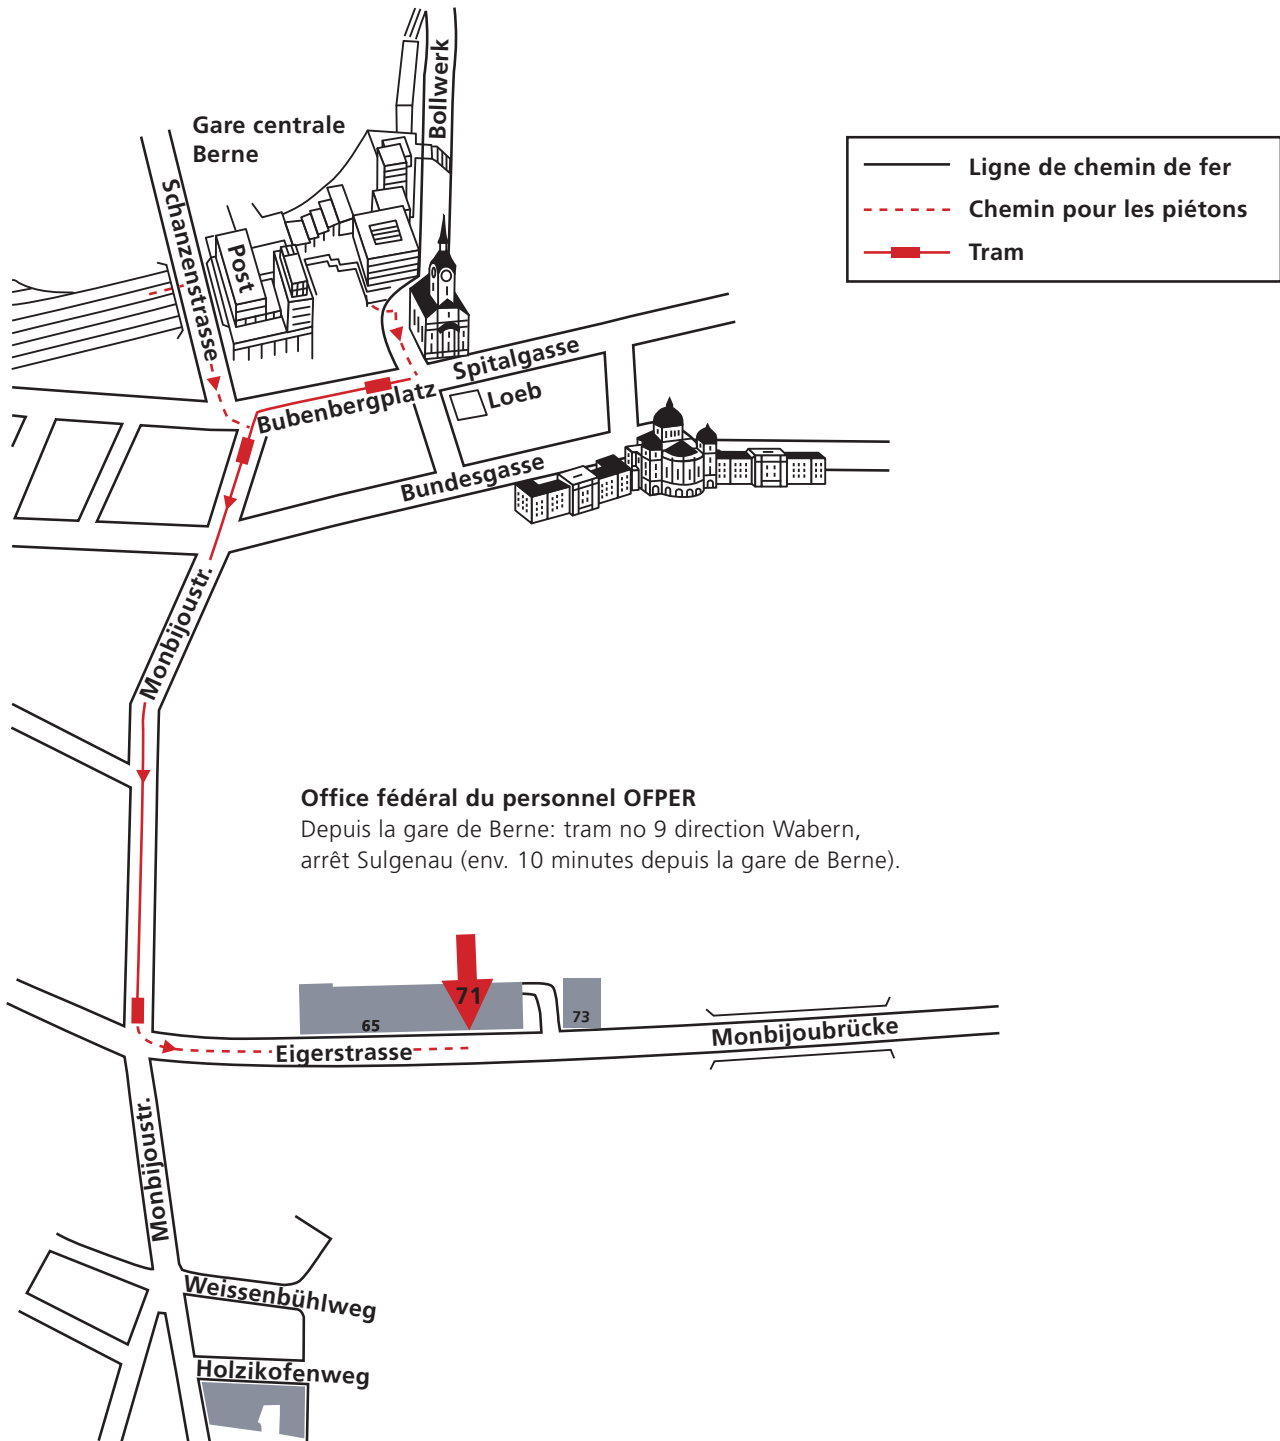 Bollwerk
Gare centrale
Berne
Ligne de chemin de fer
Chemin pour les piétons
Tram
Schanzenstrasse
Post
Spitalgasse
Loeb
Bubenbergplatz
Bundesgasse
Monbijoustr.
Office fédéral du personnel OFPER
Depuis la gare de Berne: tram no 9 direction Wabern,
arrêt Sulgenau (env. 10 minutes depuis la gare de Berne).
71
65
73
Monbijoubrücke
Eigerstrasse
Monbijoustr.
Weissenbühlweg
Holzikofenweg